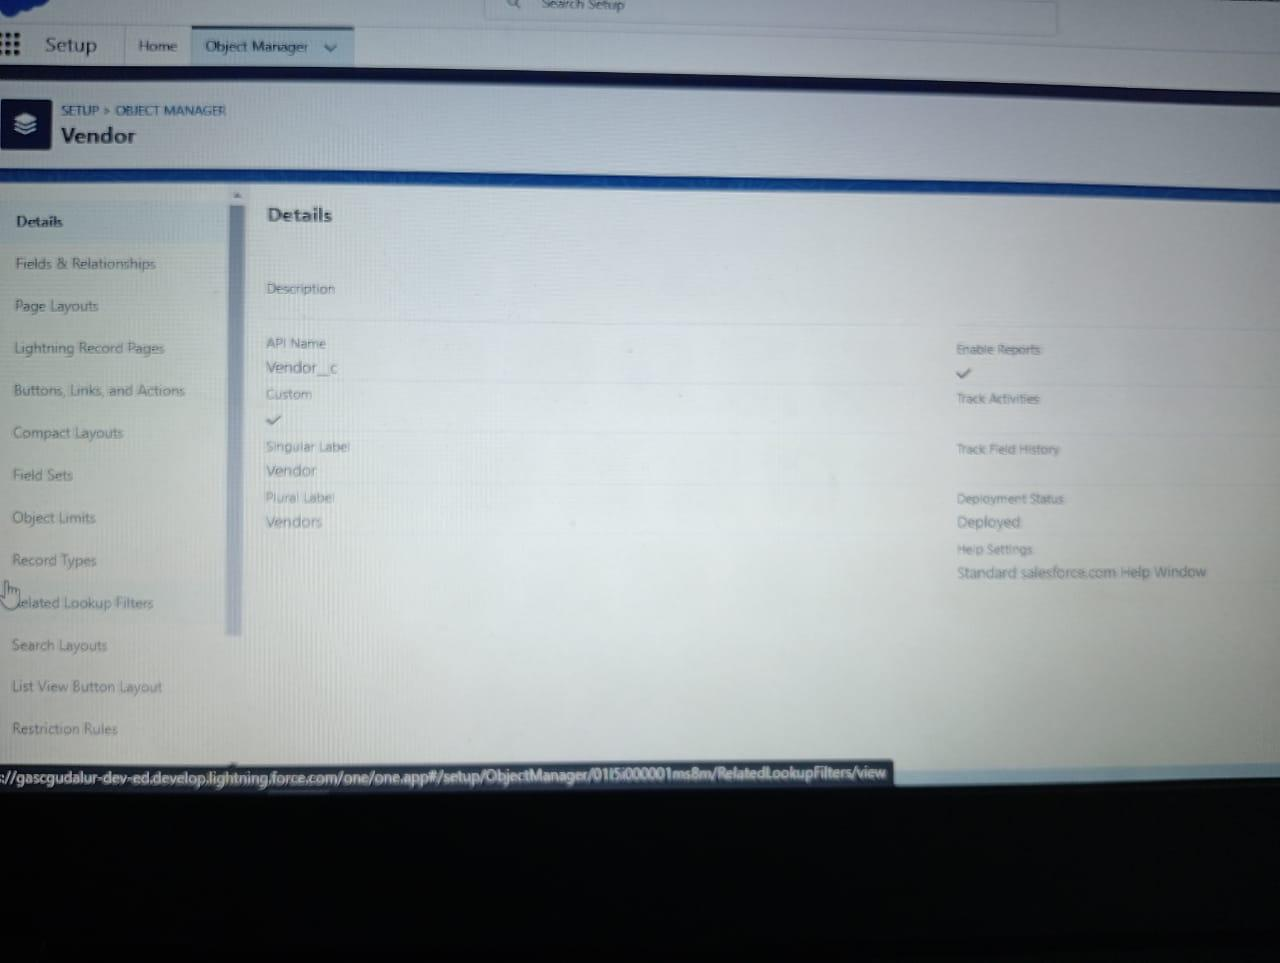 Search Setup
Setup
Home
Object Manager
SETUP > OBJECT MANAGER
Vendor
Details
Fields & Relationships
Page Layouts
Lightning Record Pages
Buttons, Links, and Actions
Compact Layouts
Field Sets
Object Limits
Record Types
Related Lookup Filters
Search Layouts
List View Button Layout
Restriction Rules
Details
Description
API Name
Vendor__c
Custom
Singular Label
Vendor
Plural Label
Vendors
Enable Reports
Track Activities
Track Field History
Deployment Status
Deployed
Help Settings
Standard salesforce.com Help Window
://gascgudalur-dev-ed.develop.lightning.force.com/one/one.app#/setup/ObjectManager/01I5i000001ms8m/RelatedLookupFilters/view